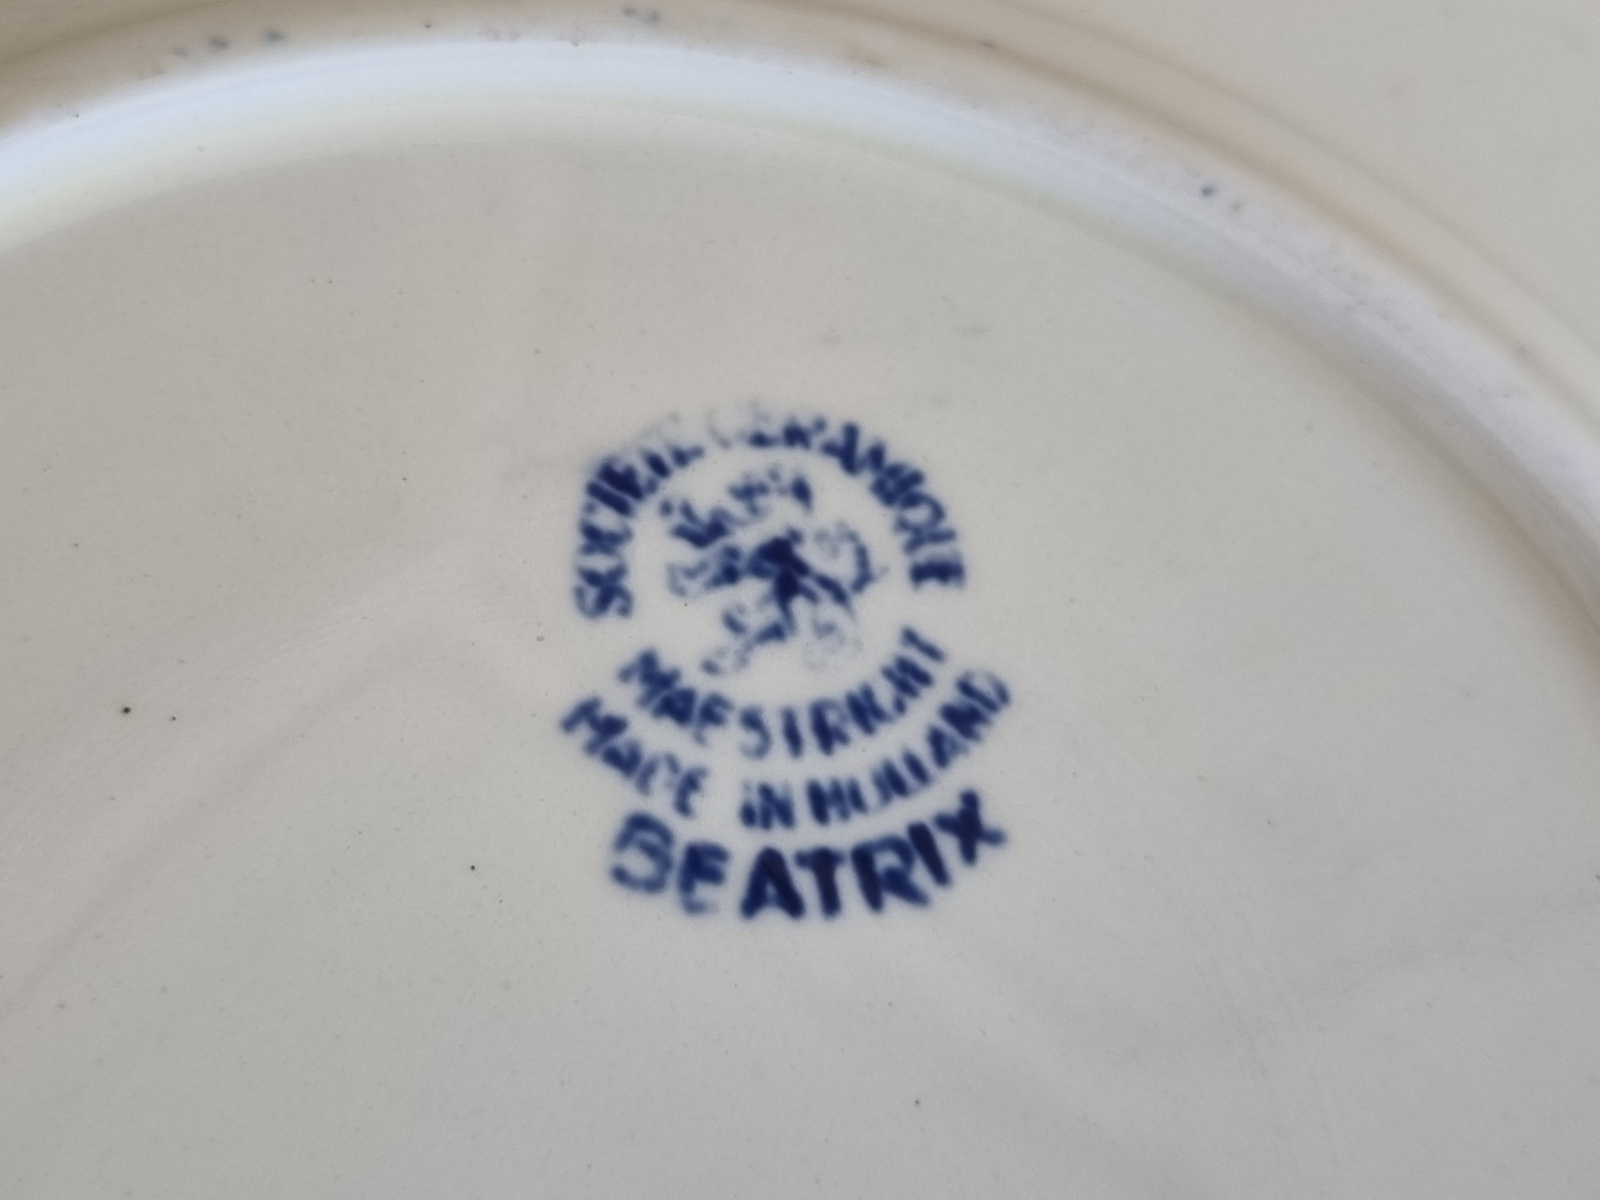 SOCIETE CERAMIQUE
MAESTRICHT
MADE IN HOLLAND
BEATRIX